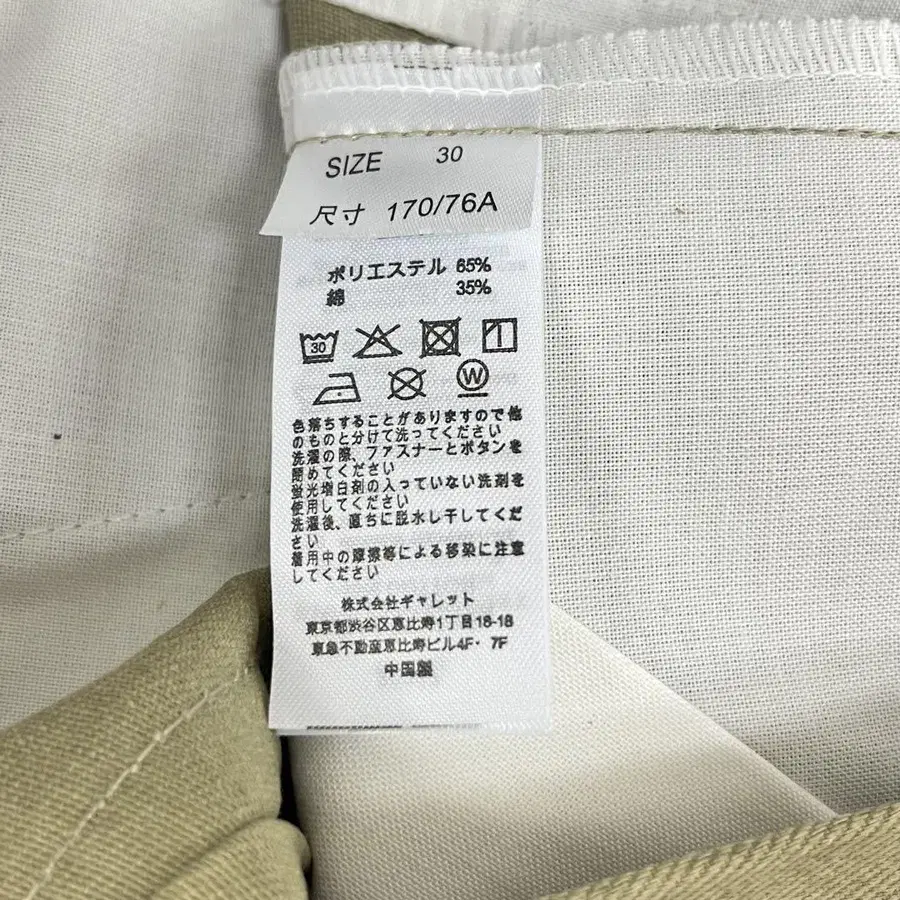 SIZE 30
尺寸 170/76A
ポリエステル 65%
綿 35%
30
W
色落ちすることがありますので他
のものと分けて洗ってください
洗濯の際、ファスナーとボタンを
閉めてください
蛍光増白剤の入っていない洗剤を
使用してください
洗濯後、直ちに脱水し干してくだ
さい
着用中の摩擦等による移染に注意
してください
株式会社ギャレット
東京都渋谷区恵比寿1丁目18-18
東急不動産恵比寿ビル4F・7F
中国製